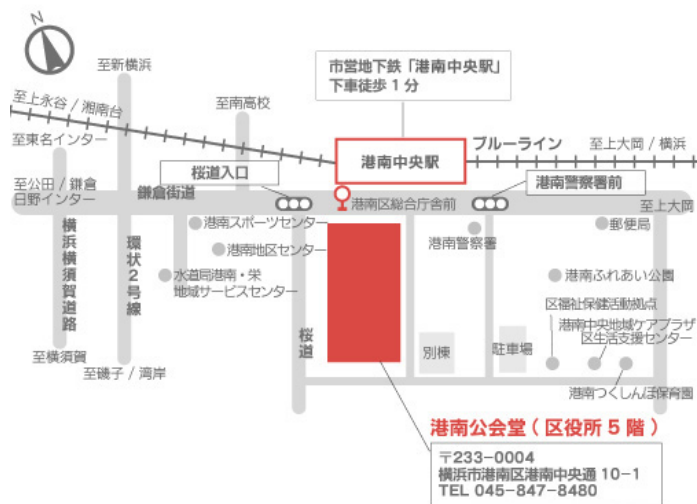 N
至新横浜
市営地下鉄「港南中央駅」
下車徒歩1分
至上永谷/湘南台
至南高校
至東名インター
桜道入口
港南中央駅
ブルーライン
至上大岡/横浜
港南警察署前
至公田/鎌倉
日野インター
鎌倉街道
港南区総合庁舎前
至上大岡
港南スポーツセンター
港南警察署
郵便局
港南地区センター
横浜横須賀道路
環状2号線
水道局港南・栄
地域サービスセンター
港南ふれあい公園
区福祉保健活動拠点
港南中央地域ケアプラザ
区生活支援センター
桜道
別棟
駐車場
至横須賀
至磯子/湾岸
港南つくしんぼ保育園
港南公会堂(区役所5階)
〒233-0004
横浜市港南区港南中央通10-1
TEL 045-847-8480